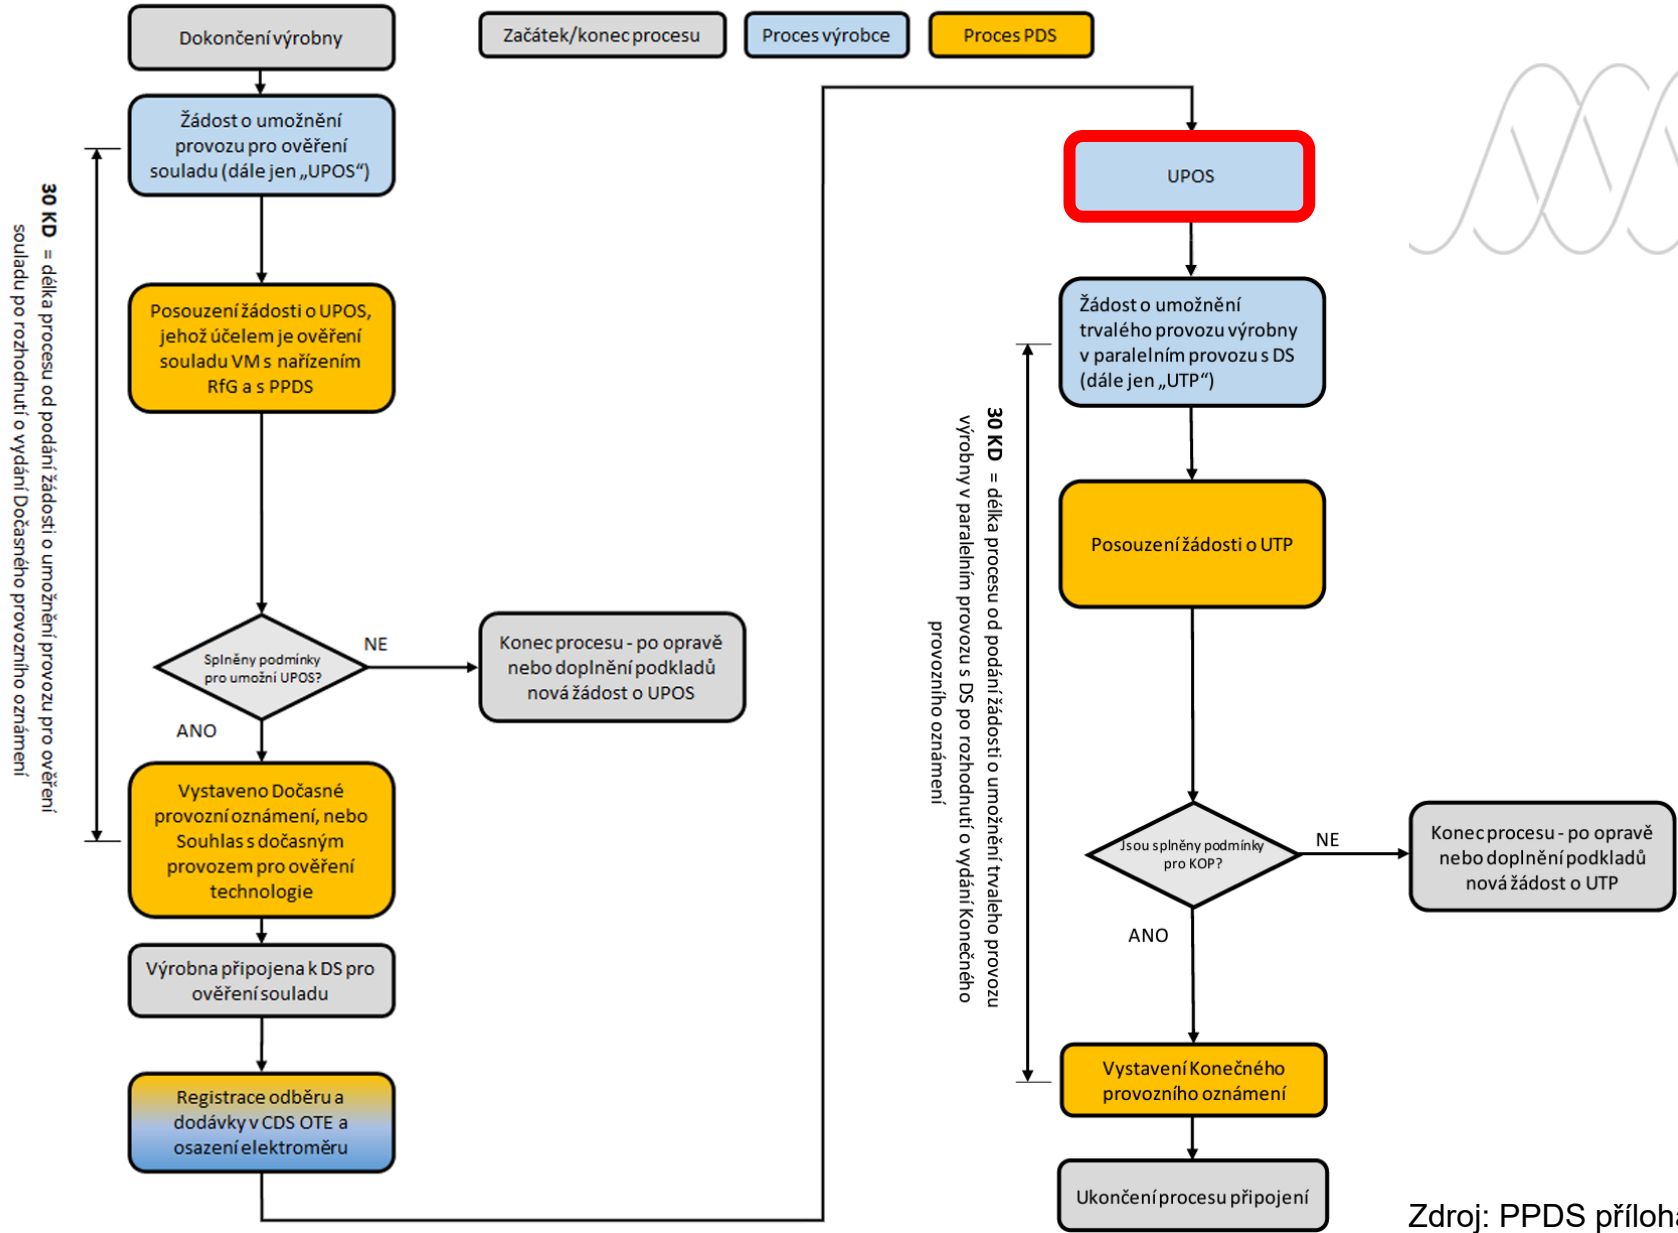 Dokončení výrobny
Začátek/konec procesu
Proces výrobce
Proces PDS
Žádost o umožnění
provozu pro ověření
souladu (dále jen „UPOS“)
30 KD = délka procesu od podání žádosti o umožnění provozu pro ověření
souladu po rozhodnutí o vydání Dočasného provozního oznámení
Posouzení žádosti o UPOS,
jehož účelem je ověření
souladu VM s nařízením
RfG a s PPDS
Splněny podmínky
pro umožní UPOS?
NE
Konec procesu - po opravě
nebo doplnění podkladů
nová žádost o UPOS
ANO
Vystaveno Dočasné
provozní oznámení, nebo
Souhlas s dočasným
provozem pro ověření
technologie
Výrobna připojena k DS pro
ověření souladu
Registrace odběru a
dodávky v CDS OTE a
osazení elektroměru
UPOS
Žádost o umožnění
trvalého provozu výrobny
v paralelním provozu s DS
(dále jen „UTP“)
30 KD = délka procesu od podání žádosti o umožnění trvaleho provozu
výrobny v paralelním provozu s DS po rozhodnutí o vydání Konečného
provozního oznámení
Posouzení žádosti o UTP
Jsou splněny podmínky
pro KOP?
NE
Konec procesu - po opravě
nebo doplnění podkladů
nová žádost o UTP
ANO
Vystavení Konečného
provozního oznámení
Ukončení procesu připojení
Zdroj: PPDS příloha